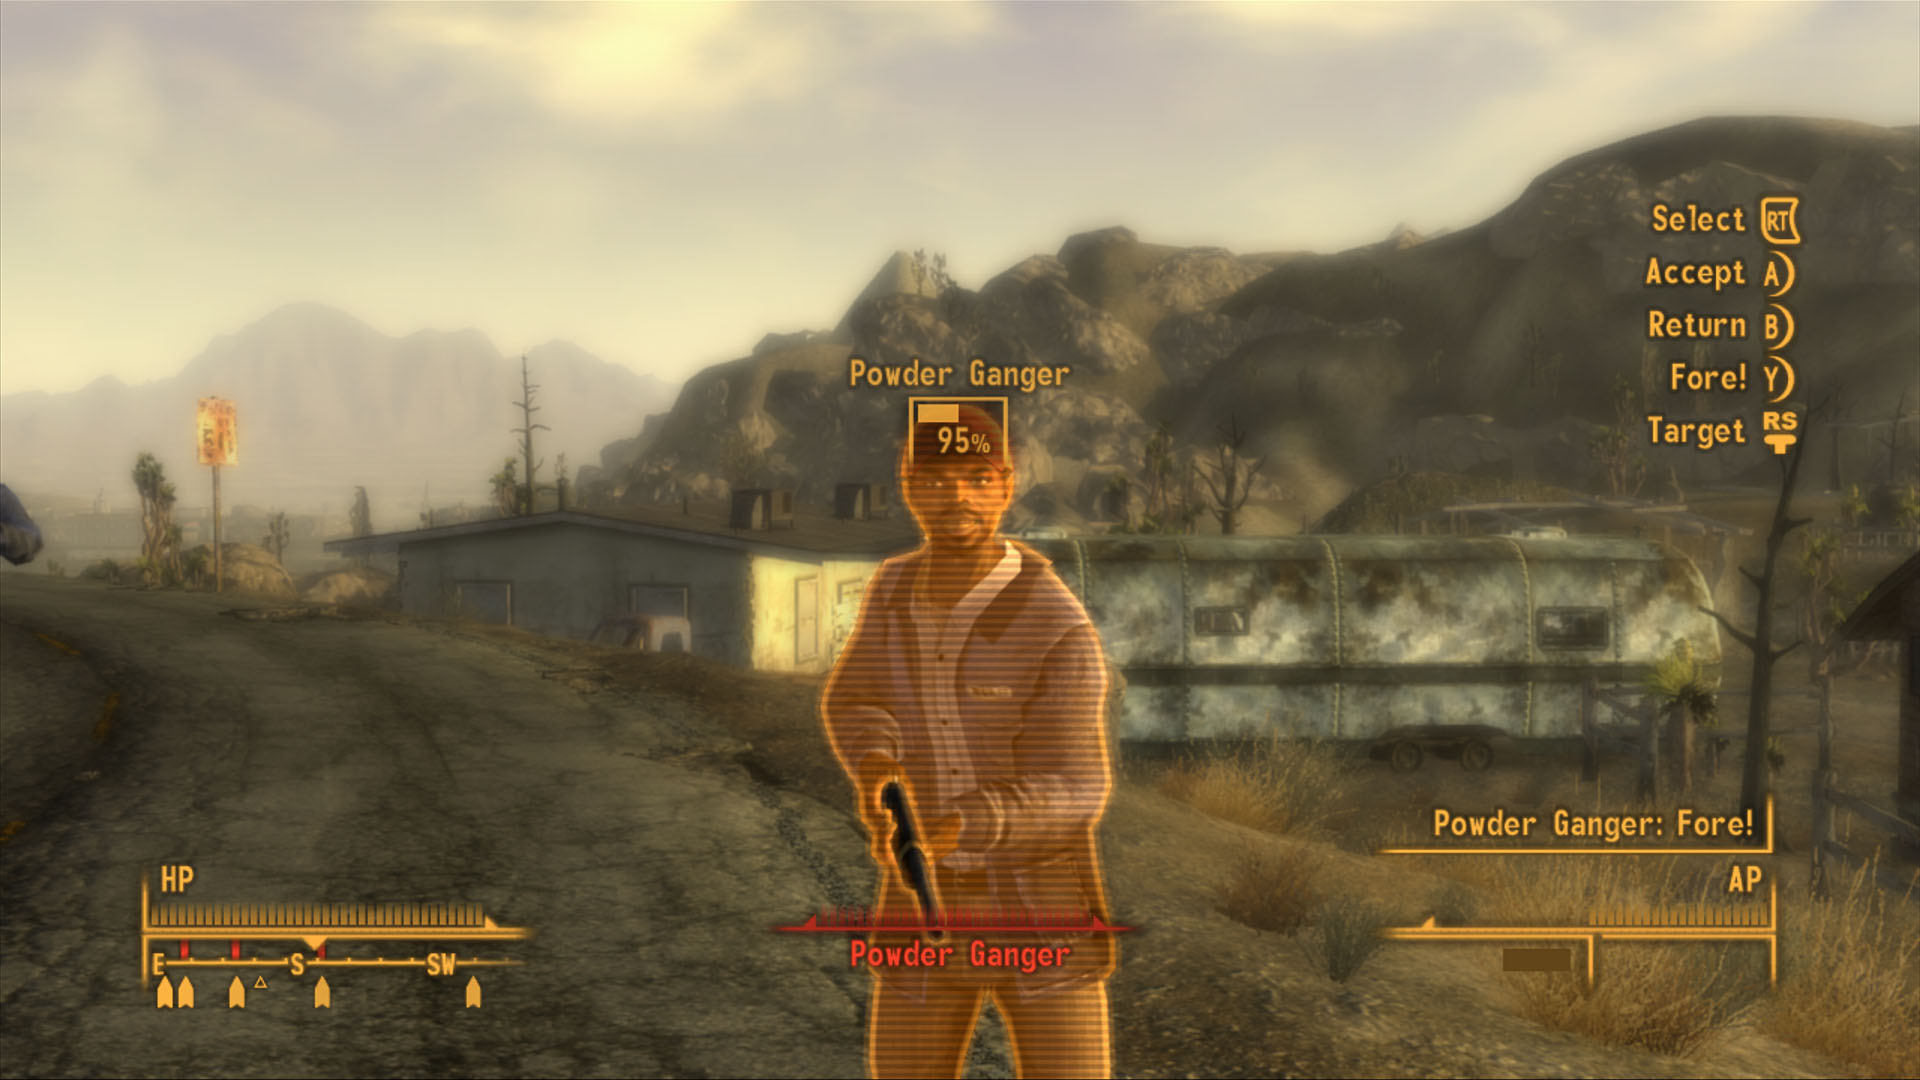 Select RT
Accept A
Return B
Fore! Y
Target RS
Powder Ganger
95%
Powder Ganger: Fore!
HP
AP
E S SW
Powder Ganger